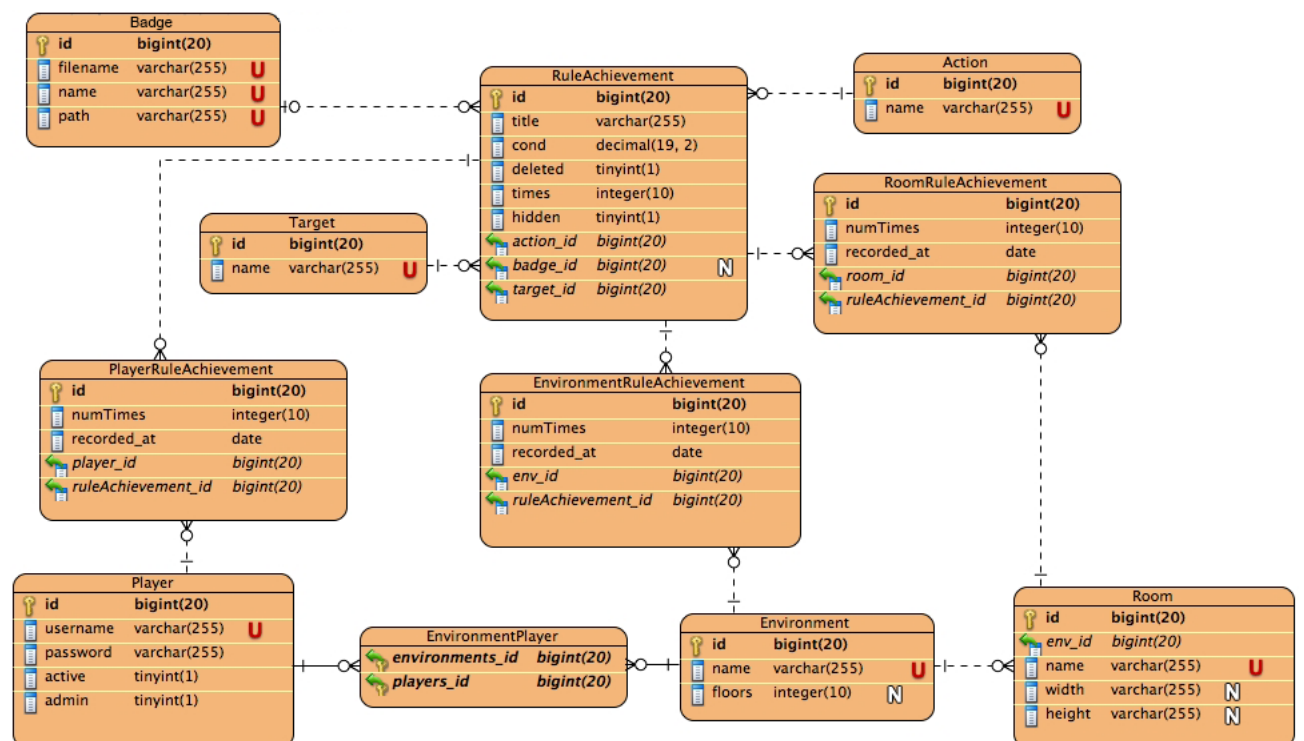 Badge
id bigint(20)
filename varchar(255) U
name varchar(255) U
path varchar(255) U
RuleAchievement
id bigint(20)
title varchar(255)
cond decimal(19, 2)
deleted tinyint(1)
times integer(10)
hidden tinyint(1)
action_id bigint(20)
badge_id bigint(20) N
target_id bigint(20)
Action
id bigint(20)
name varchar(255) U
Target
id bigint(20)
name varchar(255) U
RoomRuleAchievement
id bigint(20)
numTimes integer(10)
recorded_at date
room_id bigint(20)
ruleAchievement_id bigint(20)
PlayerRuleAchievement
id bigint(20)
numTimes integer(10)
recorded_at date
player_id bigint(20)
ruleAchievement_id bigint(20)
EnvironmentRuleAchievement
id bigint(20)
numTimes integer(10)
recorded_at date
env_id bigint(20)
ruleAchievement_id bigint(20)
Player
id bigint(20)
username varchar(255) U
password varchar(255)
active tinyint(1)
admin tinyint(1)
EnvironmentPlayer
environments_id bigint(20)
players_id bigint(20)
Environment
id bigint(20)
name varchar(255) U
floors integer(10) N
Room
id bigint(20)
env_id bigint(20)
name varchar(255) U
width varchar(255) N
height varchar(255) N